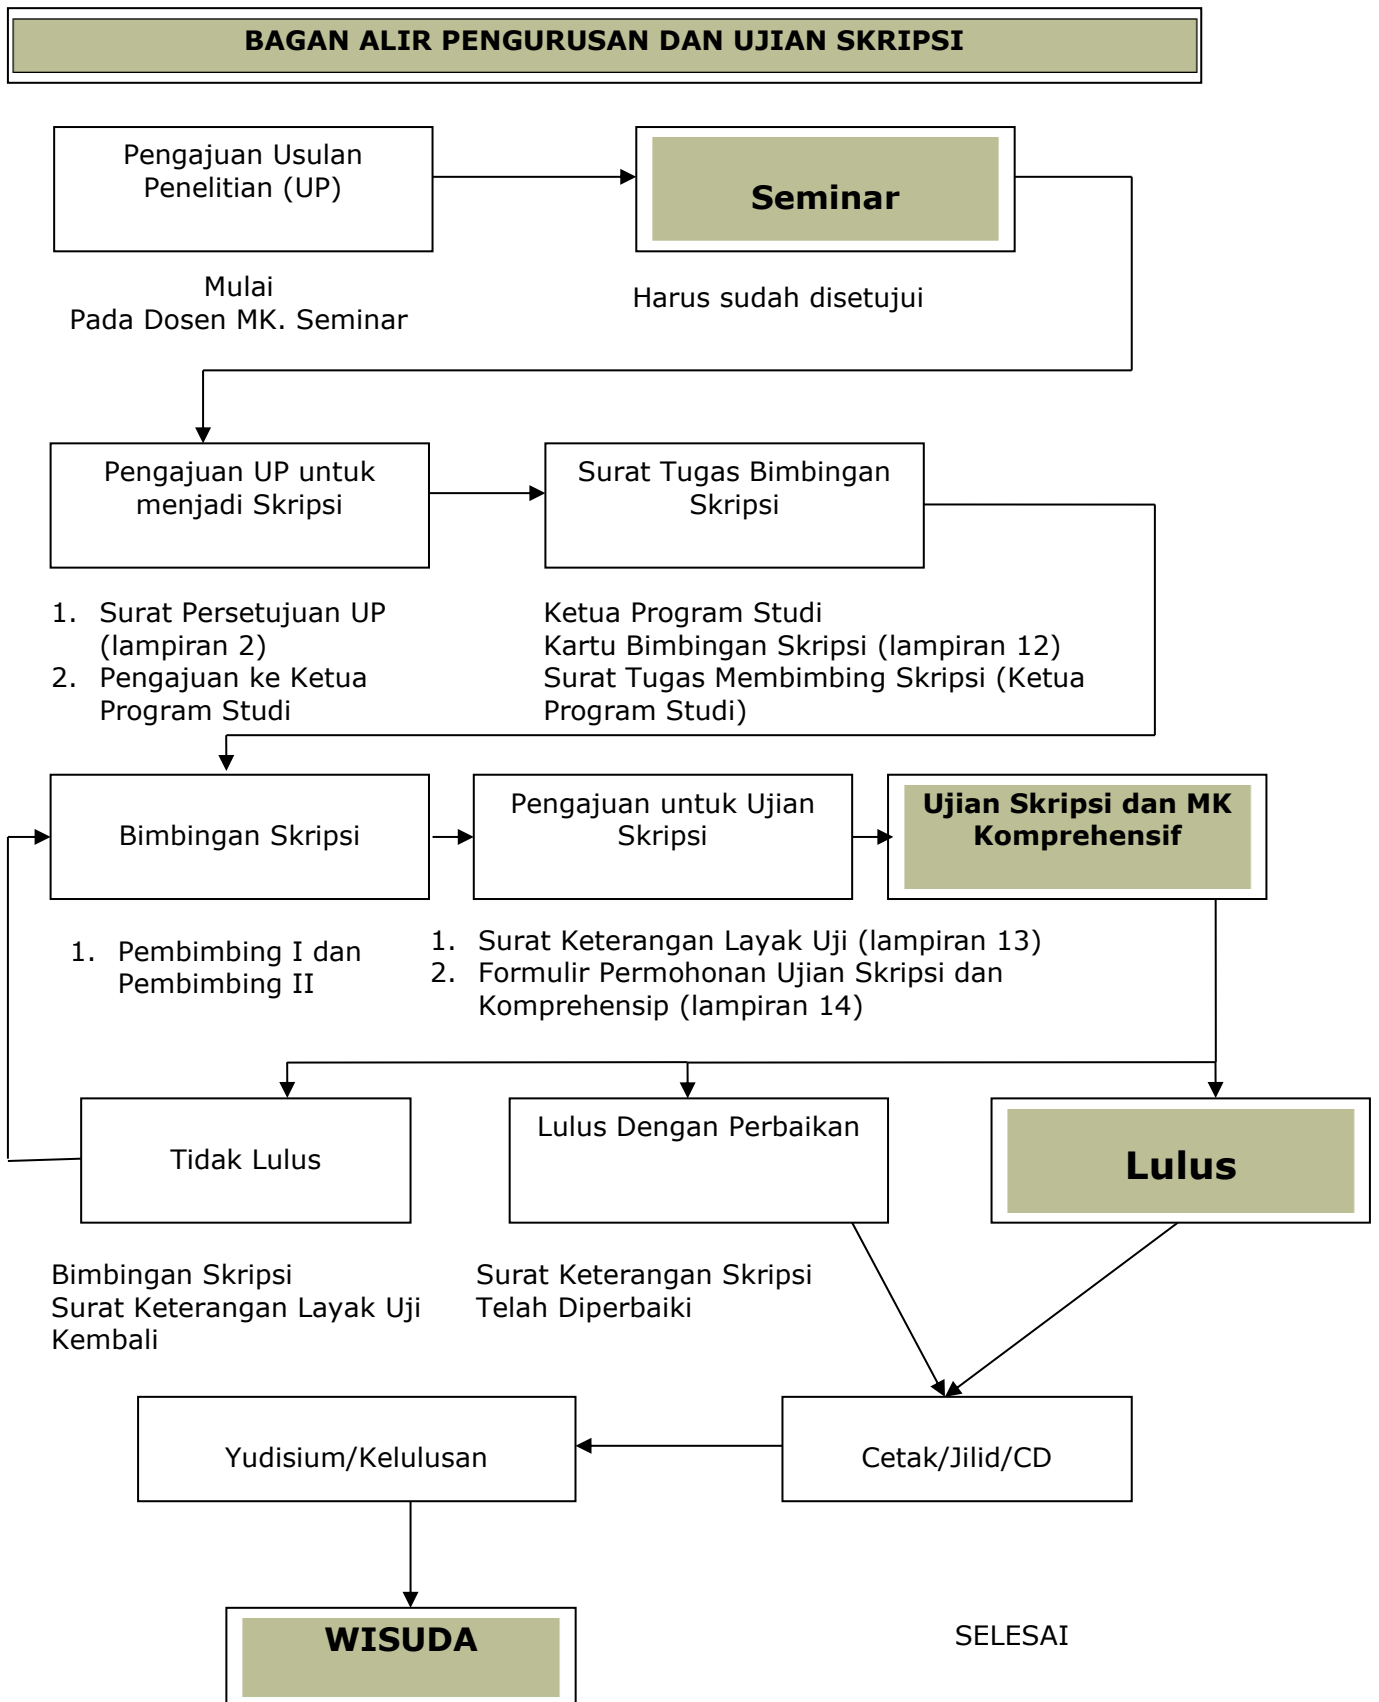 BAGAN ALIR PENGURUSAN DAN UJIAN SKRIPSI
Pengajuan Usulan
Penelitian (UP)
Seminar
Mulai
Pada Dosen MK. Seminar
Harus sudah disetujui
Pengajuan UP untuk
menjadi Skripsi
Surat Tugas Bimbingan
Skripsi
1. Surat Persetujuan UP
(lampiran 2)
2. Pengajuan ke Ketua
Program Studi
Ketua Program Studi
Kartu Bimbingan Skripsi (lampiran 12)
Surat Tugas Membimbing Skripsi (Ketua
Program Studi)
Bimbingan Skripsi
Pengajuan untuk Ujian
Skripsi
Ujian Skripsi dan MK
Komprehensif
1. Pembimbing I dan
Pembimbing II
1. Surat Keterangan Layak Uji (lampiran 13)
2. Formulir Permohonan Ujian Skripsi dan
Komprehensip (lampiran 14)
Tidak Lulus
Lulus Dengan Perbaikan
Lulus
Bimbingan Skripsi
Surat Keterangan Layak Uji
Kembali
Surat Keterangan Skripsi
Telah Diperbaiki
Yudisium/Kelulusan
Cetak/Jilid/CD
WISUDA
SELESAI